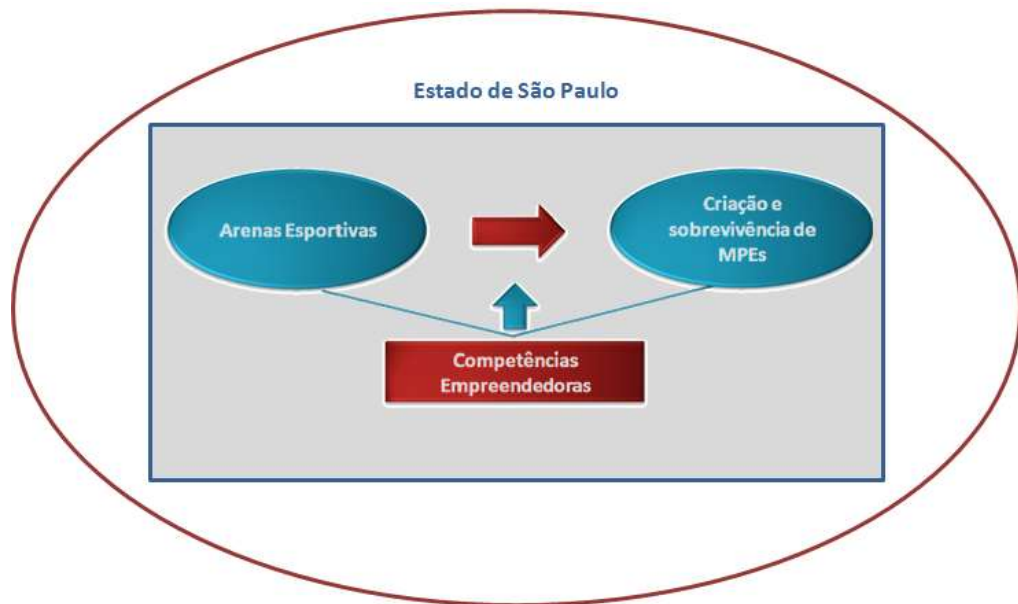 Estado de São Paulo
Arenas Esportivas
Criação e
sobrevivência de
MPEs
Competências
Empreendedoras